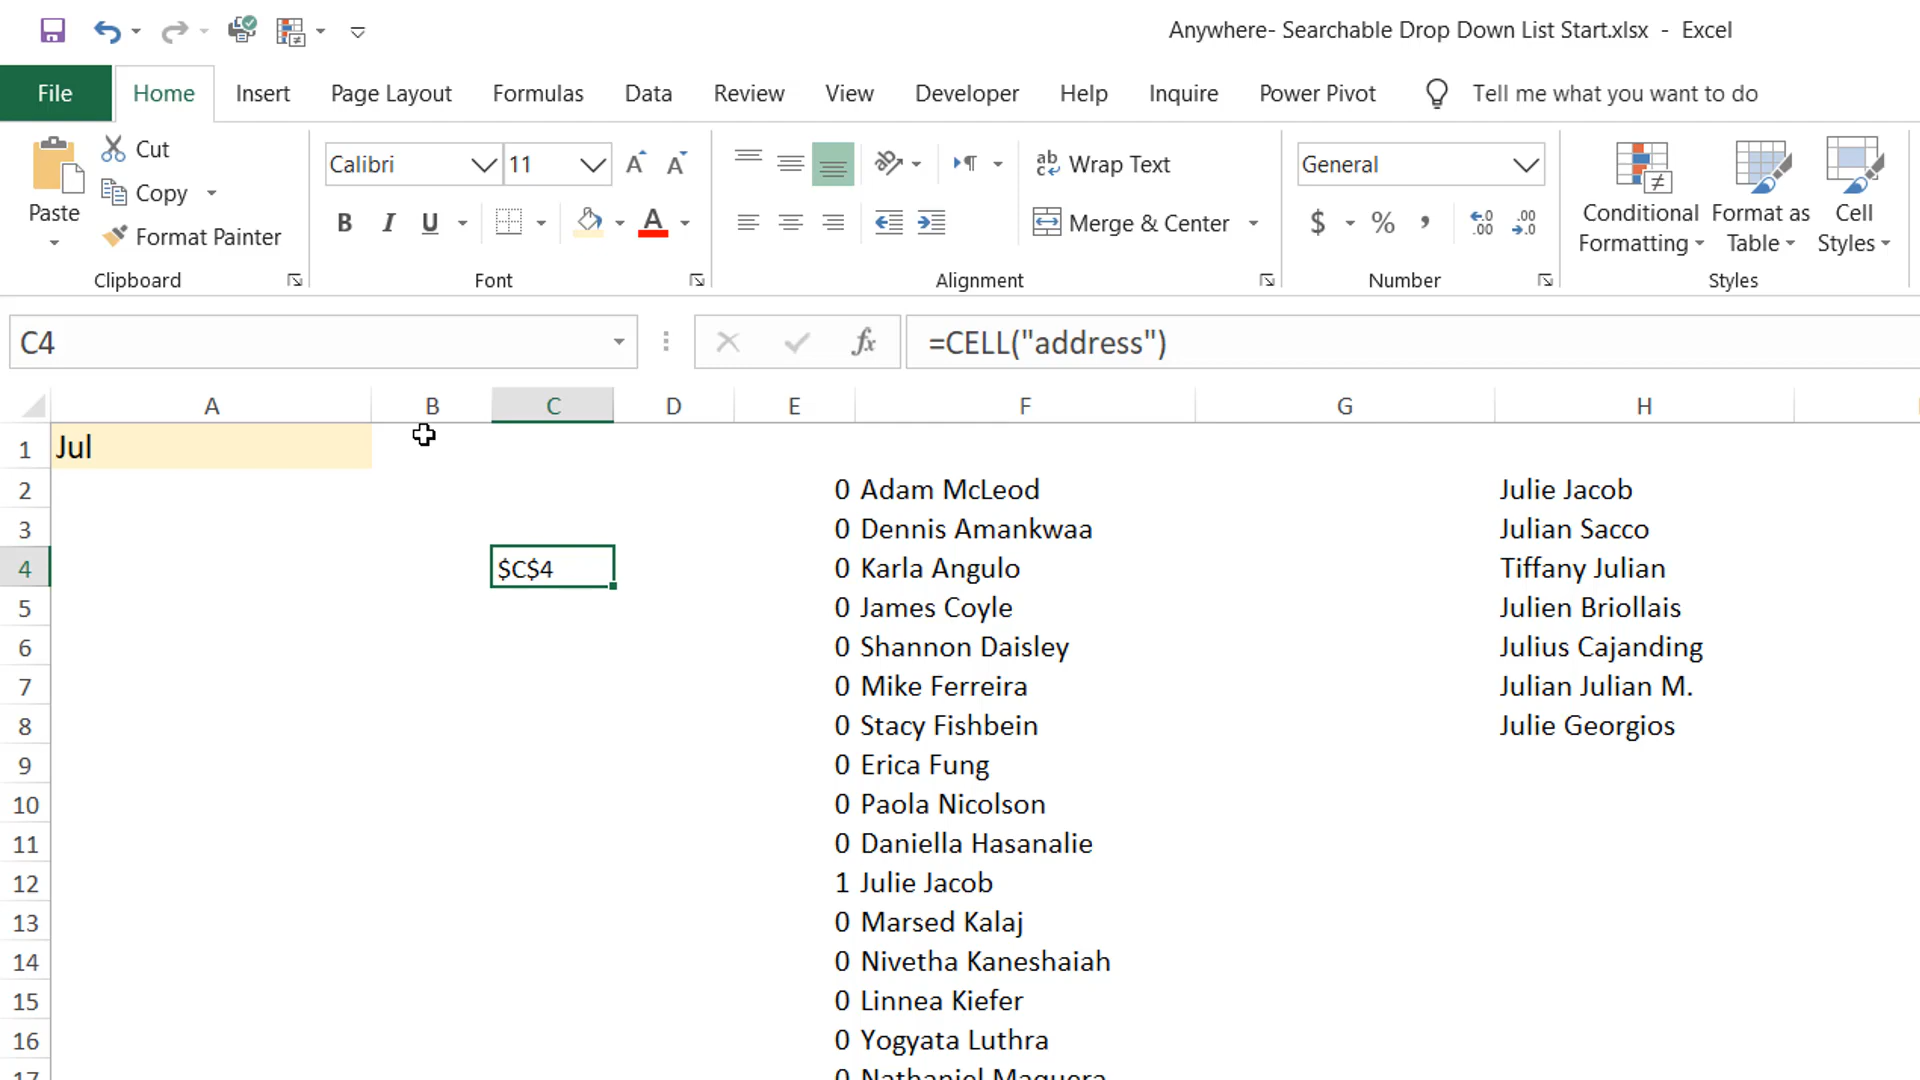 Anywhere- Searchable Drop Down List Start.xlsx - Excel
File Home Insert Page Layout Formulas Data Review View Developer Help Inquire Power Pivot Tell me what you want to do
Paste
Cut
Copy
Format Painter
Clipboard
Calibri 11
B I U A
Font
Wrap Text
Merge & Center
Alignment
General
$ % ,
Number
Conditional Formatting
Format as Table
Cell Styles
Styles
C4 fx =CELL("address")
A B C D E F G H
1 Jul
2 0 Adam McLeod Julie Jacob
3 0 Dennis Amankwaa Julian Sacco
4 $C$4 0 Karla Angulo Tiffany Julian
5 0 James Coyle Julien Briollais
6 0 Shannon Daisley Julius Cajanding
7 0 Mike Ferreira Julian Julian M.
8 0 Stacy Fishbein Julie Georgios
9 0 Erica Fung
10 0 Paola Nicolson
11 0 Daniella Hasanalie
12 1 Julie Jacob
13 0 Marsed Kalaj
14 0 Nivetha Kaneshaiah
15 0 Linnea Kiefer
16 0 Yogyata Luthra
17 0 Nathaniel Maquera